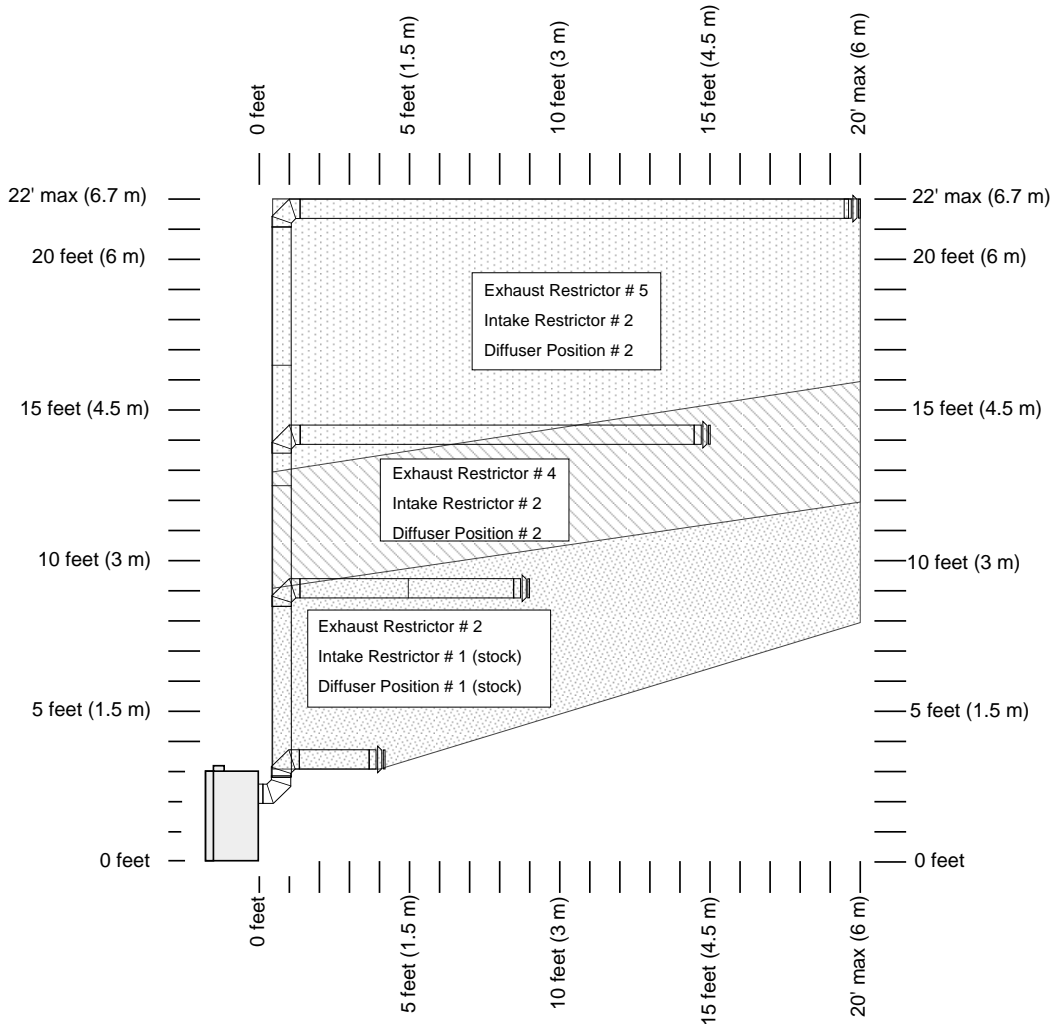 0 feet
5 feet (1.5 m)
10 feet (3 m)
15 feet (4.5 m)
20' max (6 m)
22' max (6.7 m)
22' max (6.7 m)
20 feet (6 m)
20 feet (6 m)
Exhaust Restrictor # 5
Intake Restrictor # 2
Diffuser Position # 2
15 feet (4.5 m)
15 feet (4.5 m)
Exhaust Restrictor # 4
Intake Restrictor # 2
Diffuser Position # 2
10 feet (3 m)
10 feet (3 m)
Exhaust Restrictor # 2
Intake Restrictor # 1 (stock)
Diffuser Position # 1 (stock)
5 feet (1.5 m)
5 feet (1.5 m)
0 feet
0 feet
0 feet
5 feet (1.5 m)
10 feet (3 m)
15 feet (4.5 m)
20' max (6 m)